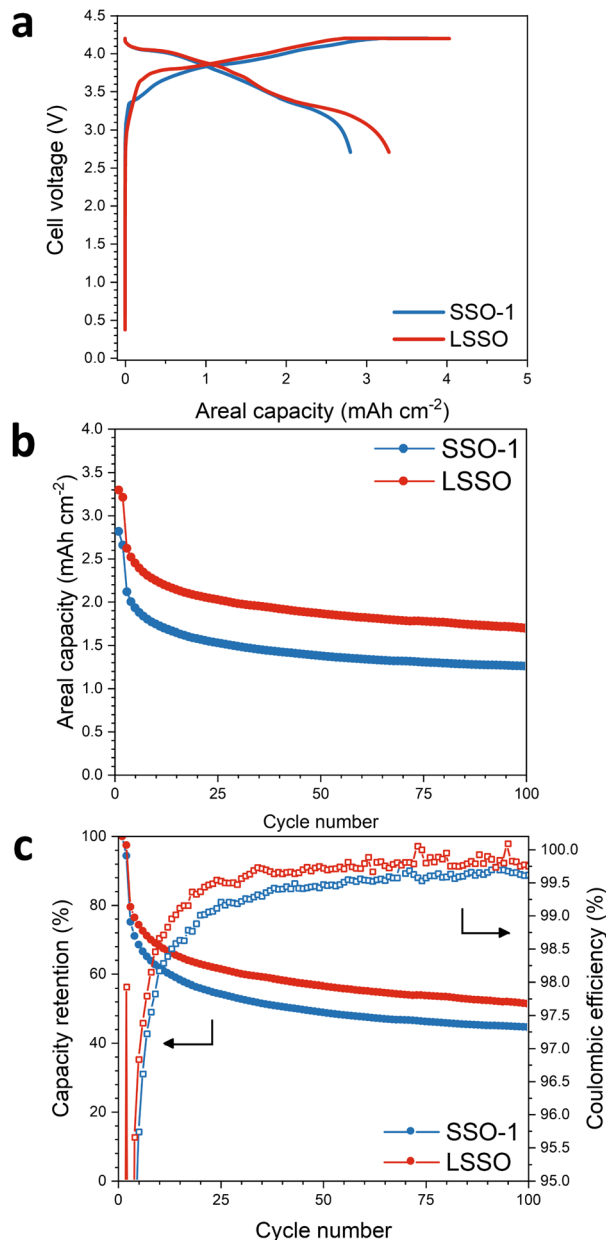 a
4.5
4.0
3.5
3.0
2.5
2.0
1.5
1.0
0.5
0.0
Cell voltage (V)
SSO-1
LSSO
0 1 2 3 4 5
Areal capacity (mAh cm⁻²)
b
4.0
3.5
3.0
2.5
2.0
1.5
1.0
0.5
0.0
Areal capacity (mAh cm⁻²)
SSO-1
LSSO
0 25 50 75 100
Cycle number
c
100
80
60
40
20
0
Capacity retention (%)
100.0
99.5
99.0
98.5
98.0
97.5
97.0
96.5
96.0
95.5
95.0
Coulombic efficiency (%)
SSO-1
LSSO
0 25 50 75 100
Cycle number